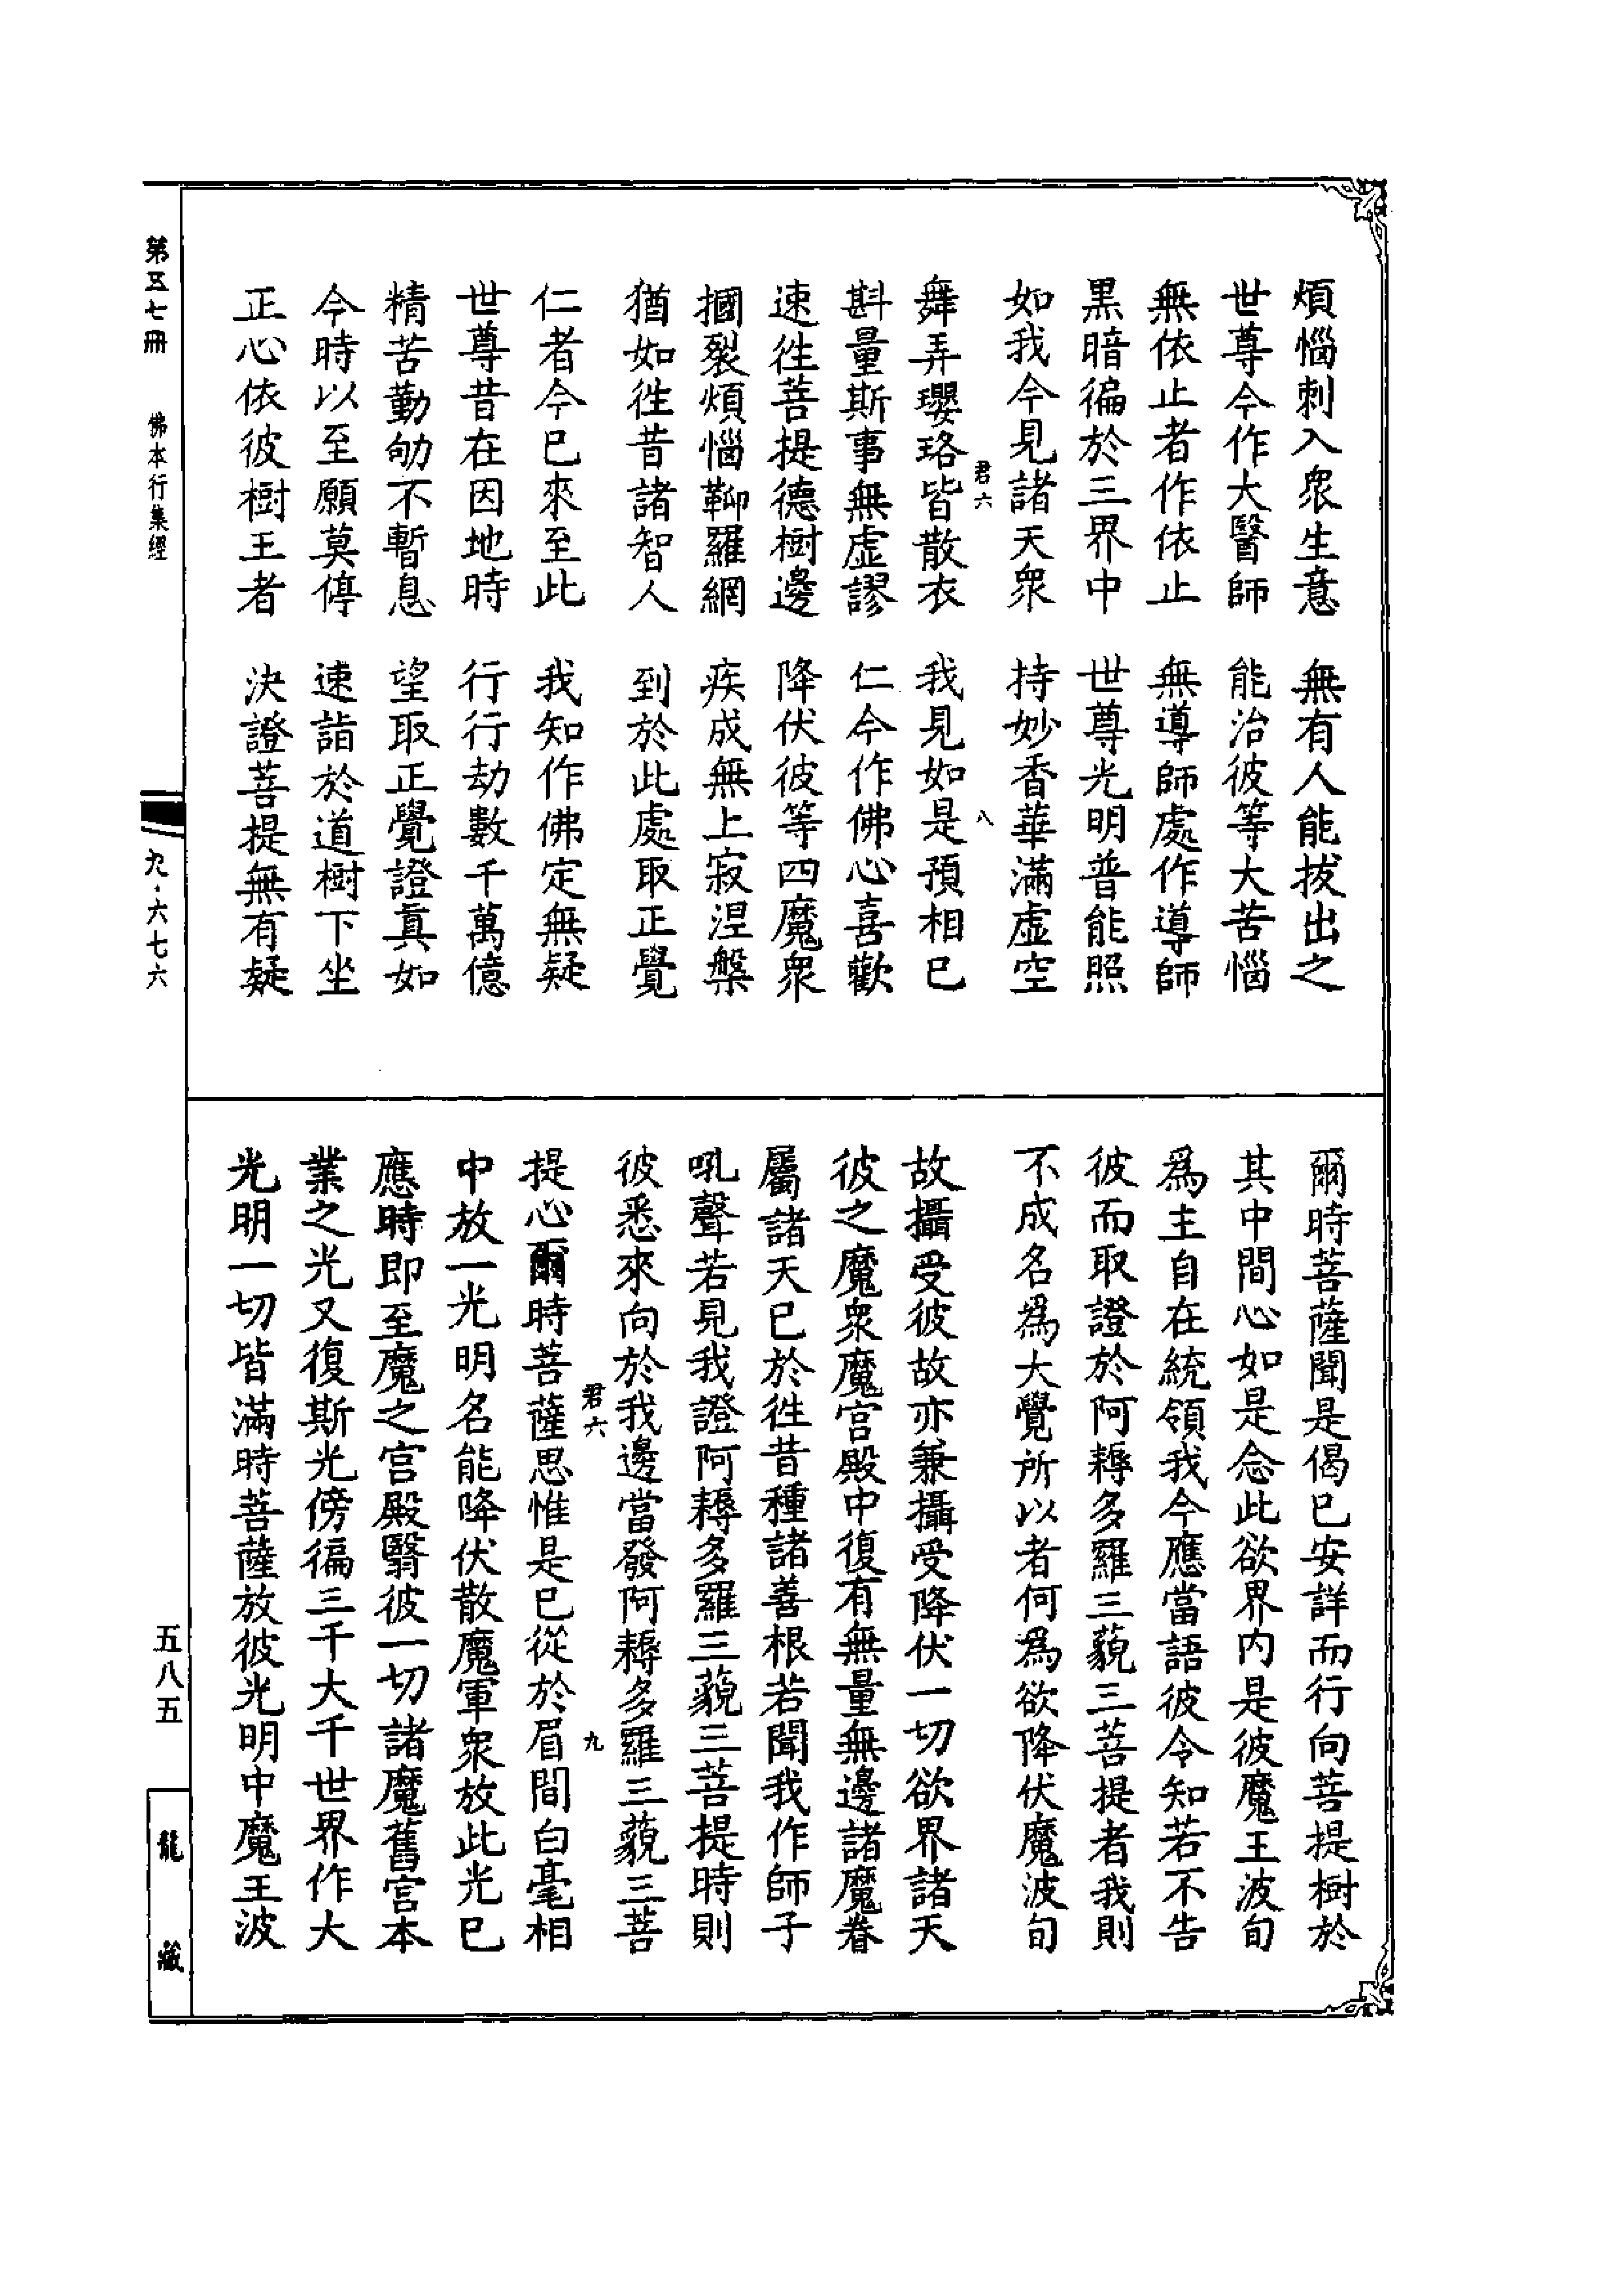 煩惱刺入眾生意　無有人能拔出之
世尊今作大醫師　能治彼等大苦惱
無依止者作依止　無導師處作導師
黑暗徧於三界中　世尊光明普能照
如我今見諸天眾　持妙香華滿虛空
君六　八
舞弄瓔珞皆散衣　我見如是預相已
斟量斯事無虛謬　仁今作佛心喜歡
速往菩提德樹邊　降伏彼等四魔眾
摑裂煩惱鞞羅網　疾成無上寂涅槃
猶如往昔諸智人　到於此處取正覺
仁者今已來至此　我知作佛定無疑
世尊昔在因地時　行行劫數千萬億
精苦勤劬不暫息　望取正覺證真如
今時以至願莫停　速詣於道樹下坐
正心依彼樹王者　決證菩提無有疑
爾時菩薩聞是偈已安詳而行向菩提樹於
其中間心如是念此欲界內是彼魔王波旬
為主自在統領我今應當語彼令知若不告
彼而取證於阿耨多羅三藐三菩提者我則
不成名為大覺所以者何為欲降伏魔波旬
故攝受彼故亦兼攝受降伏一切欲界諸天
彼之魔眾魔宮殿中復有無量無邊諸魔眷
屬諸天已於往昔種諸善根若聞我作師子
吼聲若見我證阿耨多羅三藐三菩提時則
彼悉來向於我邊當發阿耨多羅三藐三菩
君六　九
提心爾時菩薩思惟是已從於眉間白毫相
中放一光明名能降伏散魔軍眾放此光已
應時即至魔之宮殿翳彼一切諸魔舊宮本
業之光又復斯光傍徧三千大千世界作大
光明一切皆滿時菩薩放彼光明中魔王波
第五七冊　佛本行集經　九·六七六　五八五　龍藏